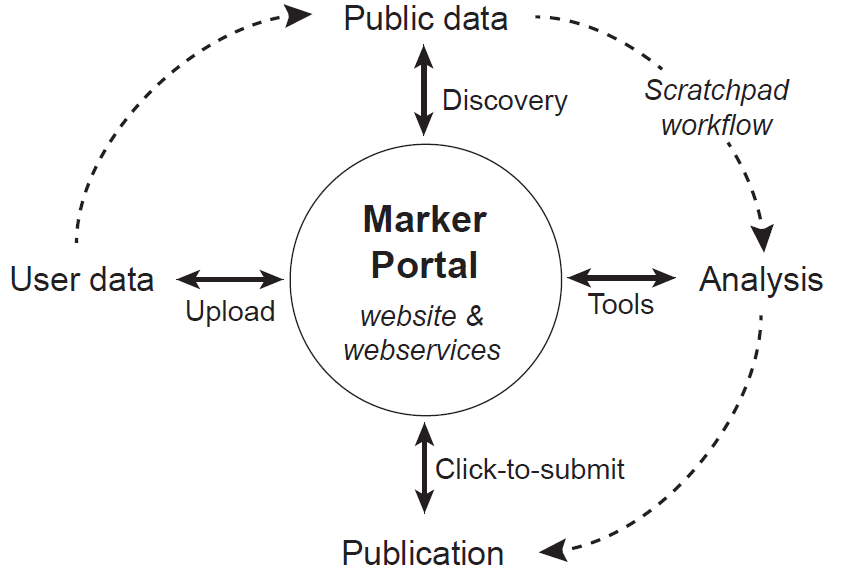 Public data
Discovery
Scratchpad
workflow
Marker
Portal
website &
webservices
User data
Upload
Tools
Analysis
Click-to-submit
Publication